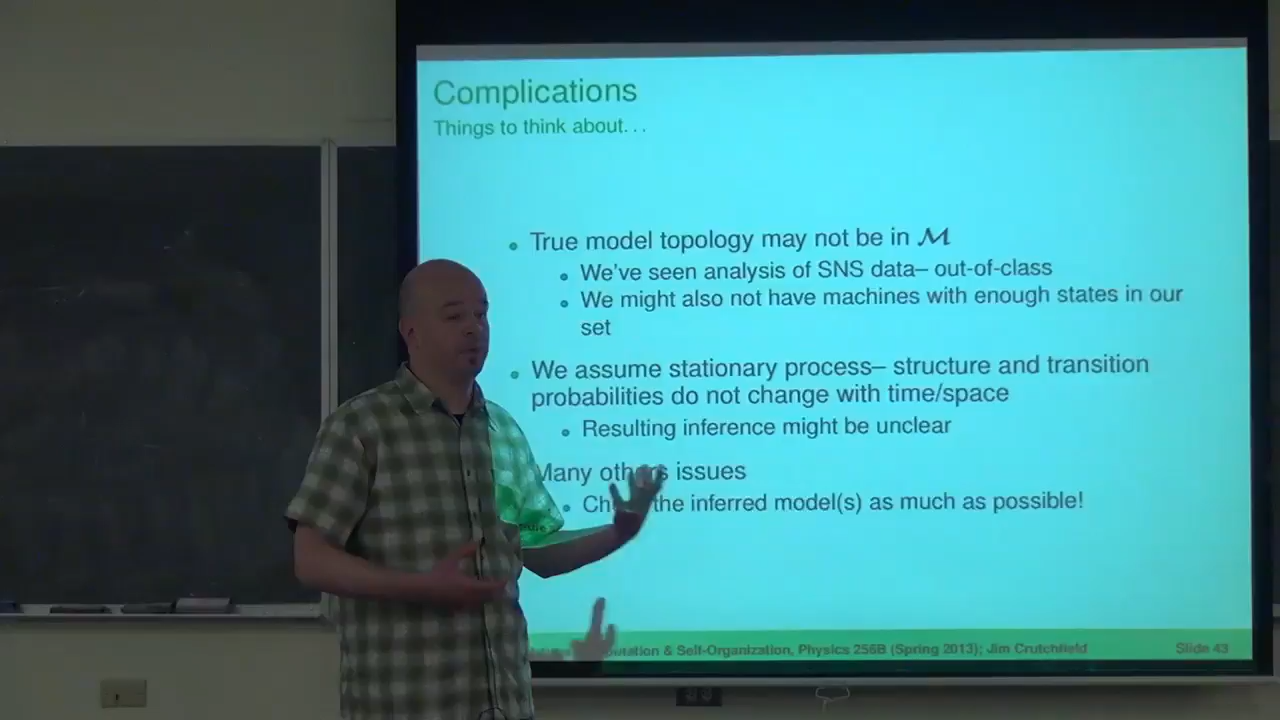 Complications
Things to think about...
True model topology may not be in M
We've seen analysis of SNS data– out-of-class
We might also not have machines with enough states in our
set
We assume stationary process– structure and transition
probabilities do not change with time/space
Resulting inference might be unclear
Many others issues
the inferred model(s) as much as possible!
& Self-Organization, Physics 256B (Spring 2013); Jim Crutchfield
Slide 43